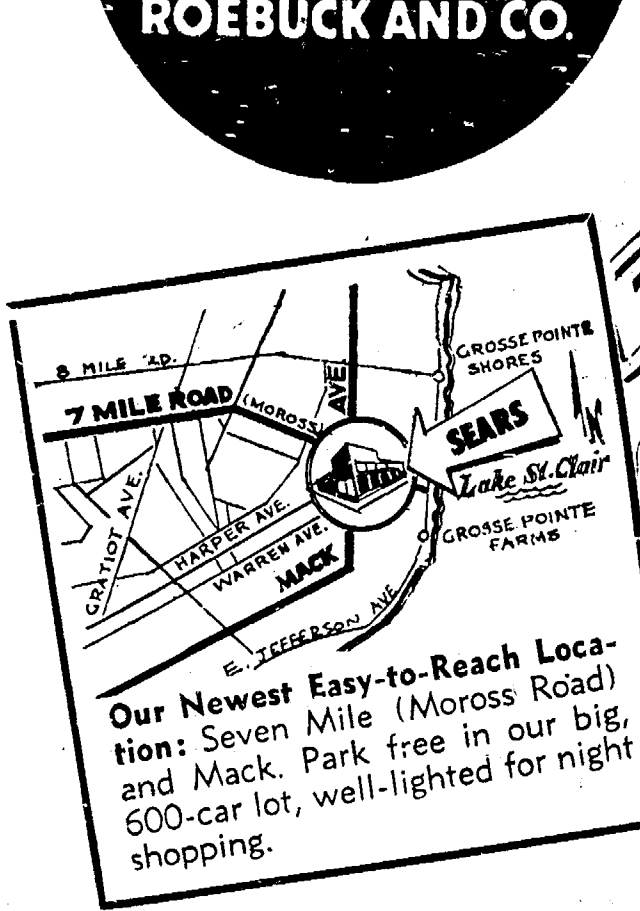 ROEBUCK AND CO.
GROSSE POINTE
SHORES
8 MILE RD.
7 MILE ROAD
(MOROSS)
AVE.
SEARS
N
Lake St. Clair
GRATIOT AVE.
HARPER AVE.
WARREN AVE.
MACK
GROSSE POINTE
FARMS
E. JEFFERSON AVE
Our Newest Easy-to-Reach Loca-
tion: Seven Mile (Moross Road)
and Mack. Park free in our big,
600-car lot, well-lighted for night
shopping.